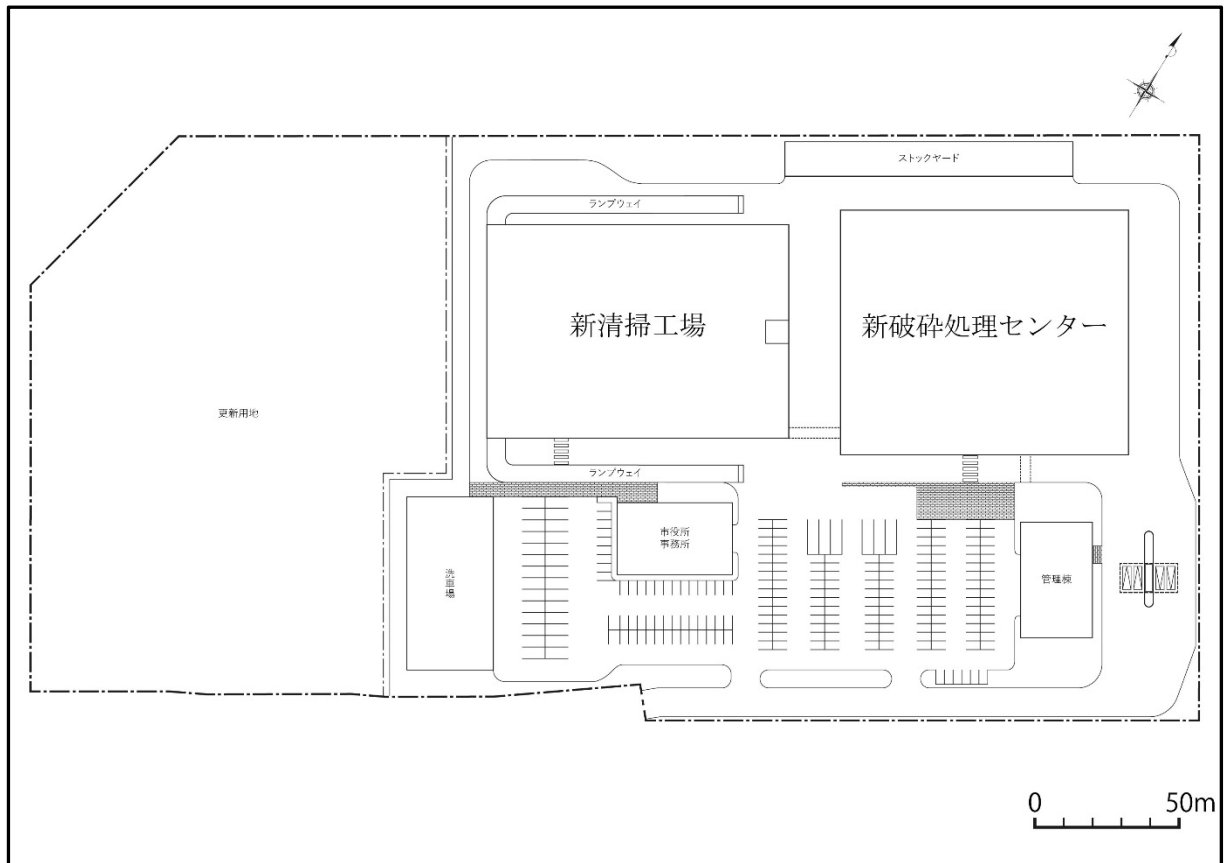 ストックヤード
ランプウェイ
新清掃工場
新破砕処理センター
更新用地
ランプウェイ
市役所
事務所
洗車場
管理棟
0 50m